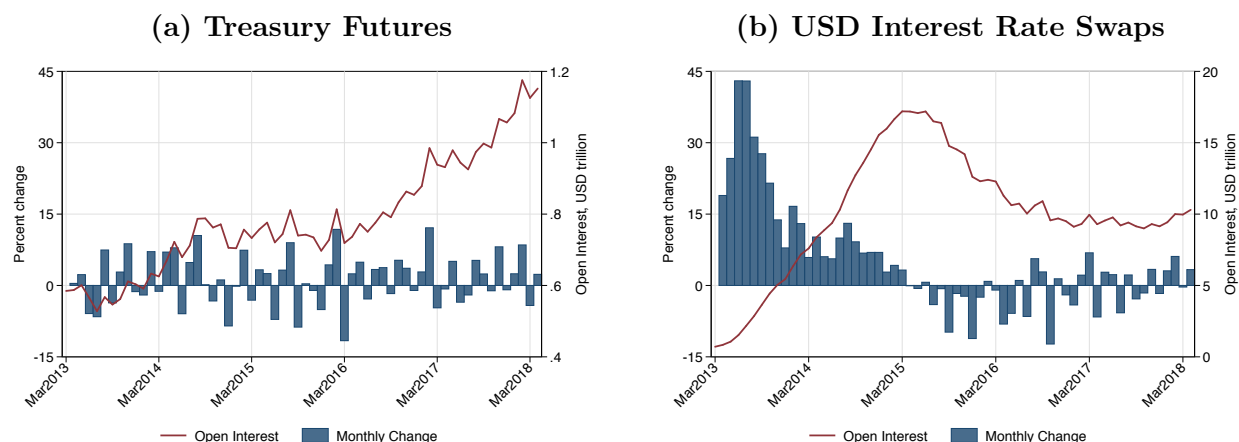 (a) Treasury Futures
45
30
15
0
-15
Percent change
1.2
1
.8
.6
.4
Open Interest, USD trillion
Mar2013
Mar2014
Mar2015
Mar2016
Mar2017
Mar2018
Open Interest
Monthly Change
(b) USD Interest Rate Swaps
45
30
15
0
-15
Percent change
20
15
10
5
0
Open Interest, USD trillion
Mar2013
Mar2014
Mar2015
Mar2016
Mar2017
Mar2018
Open Interest
Monthly Change